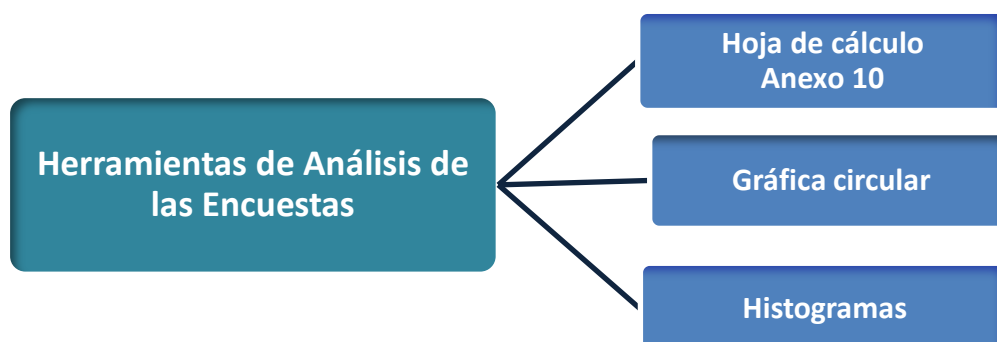 Hoja de cálculo
Anexo 10
Herramientas de Análisis de
las Encuestas
Gráfica circular
Histogramas